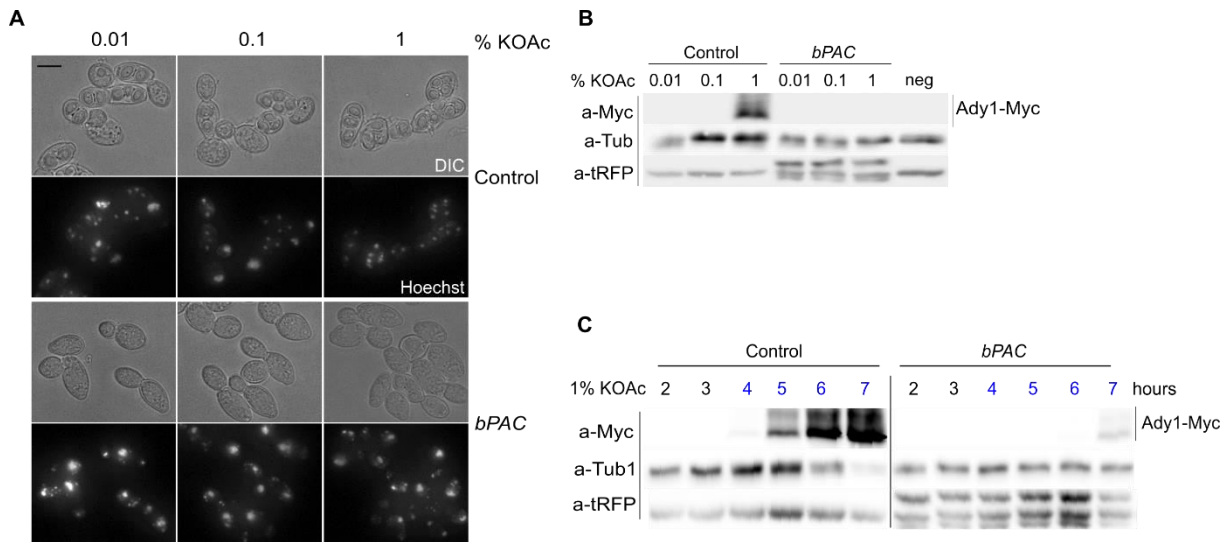 A
0.01 0.1 1 % KOAc
DIC
Control
Hoechst
bPAC
B
Control bPAC
% KOAc 0.01 0.1 1 0.01 0.1 1 neg
a-Myc Ady1-Myc
a-Tub
a-tRFP
C
Control bPAC
1% KOAc 2 3 4 5 6 7 2 3 4 5 6 7 hours
a-Myc Ady1-Myc
a-Tub1
a-tRFP